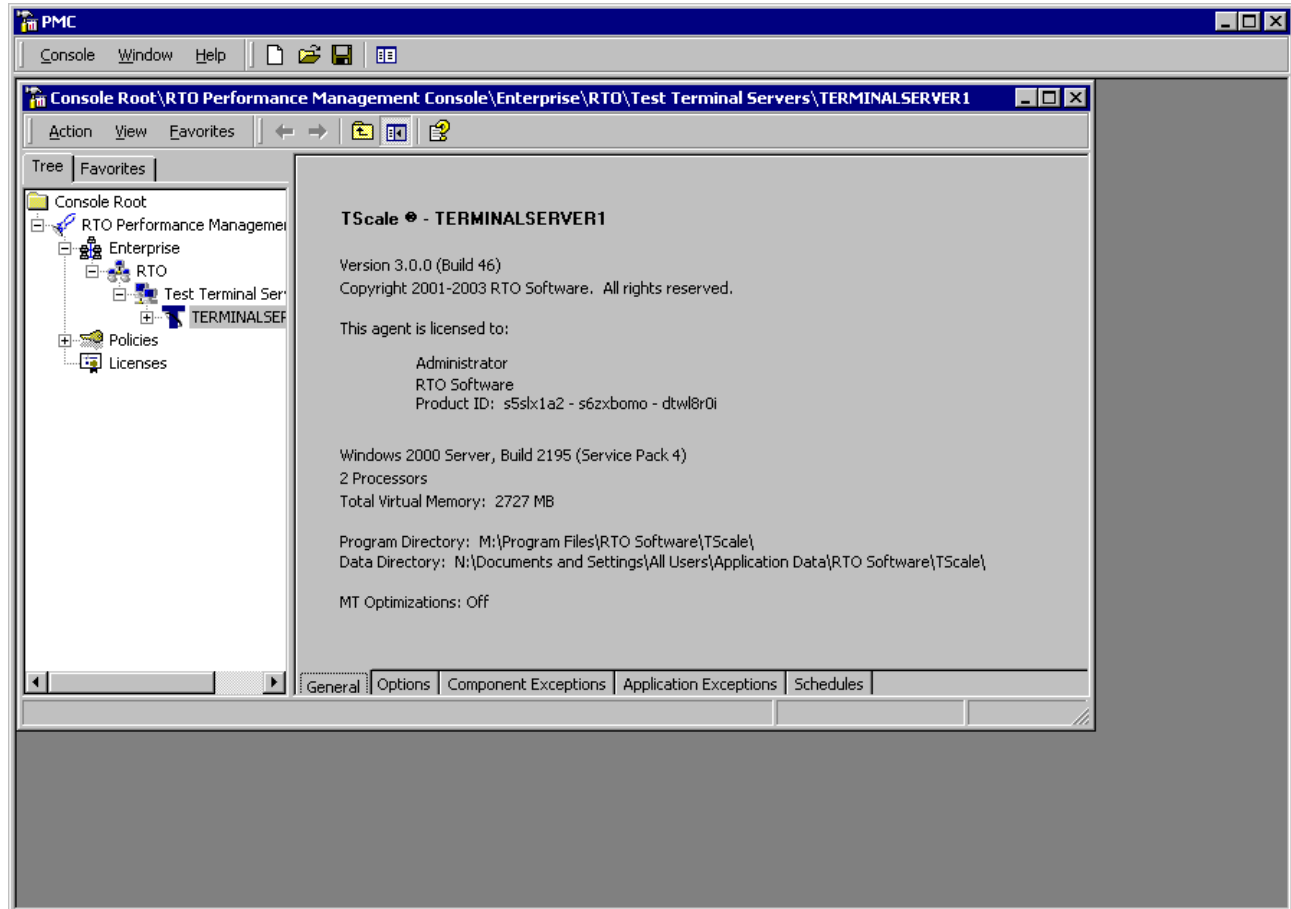 PMC
Console Window Help
Console Root\RTO Performance Management Console\Enterprise\RTO\Test Terminal Servers\TERMINALSERVER1
Action View Favorites
Tree Favorites
Console Root
RTO Performance Managemer
Enterprise
RTO
Test Terminal Ser
TERMINALSER
Policies
Licenses
TScale ® - TERMINALSERVER1
Version 3.0.0 (Build 46)
Copyright 2001-2003 RTO Software. All rights reserved.
This agent is licensed to:
Administrator
RTO Software
Product ID: s5slx1a2 - s6zxbomo - dtwl8r0i
Windows 2000 Server, Build 2195 (Service Pack 4)
2 Processors
Total Virtual Memory: 2727 MB
Program Directory: M:\Program Files\RTO Software\TScale\
Data Directory: N:\Documents and Settings\All Users\Application Data\RTO Software\TScale\
MT Optimizations: Off
General Options Component Exceptions Application Exceptions Schedules